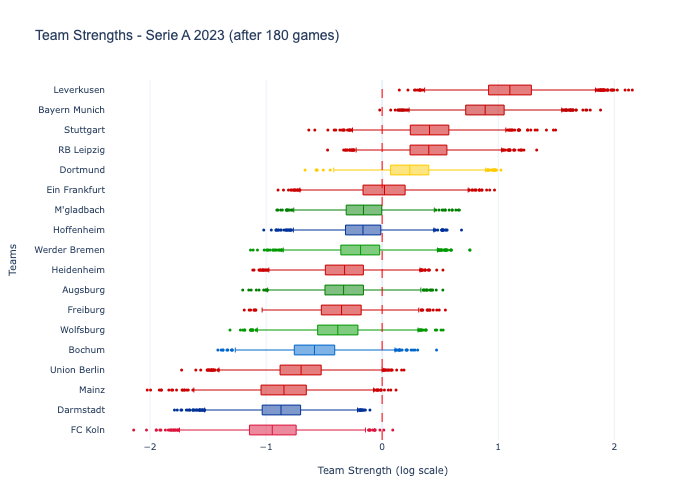 Team Strengths - Serie A 2023 (after 180 games)
Leverkusen
Bayern Munich
Stuttgart
RB Leipzig
Dortmund
Ein Frankfurt
M'gladbach
Hoffenheim
Werder Bremen
Heidenheim
Augsburg
Freiburg
Wolfsburg
Bochum
Union Berlin
Mainz
Darmstadt
FC Koln
Teams
−2
−1
0
1
2
Team Strength (log scale)